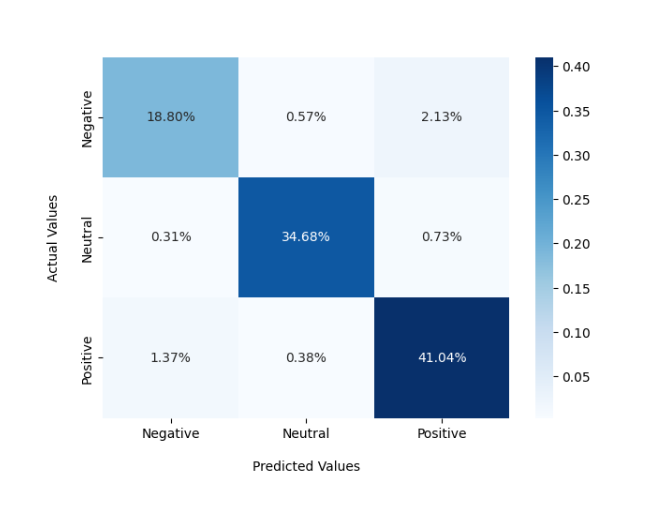 Actual Values
Negative
Neutral
Positive
18.80%
0.57%
2.13%
0.31%
34.68%
0.73%
1.37%
0.38%
41.04%
Negative
Neutral
Positive
Predicted Values
0.40
0.35
0.30
0.25
0.20
0.15
0.10
0.05